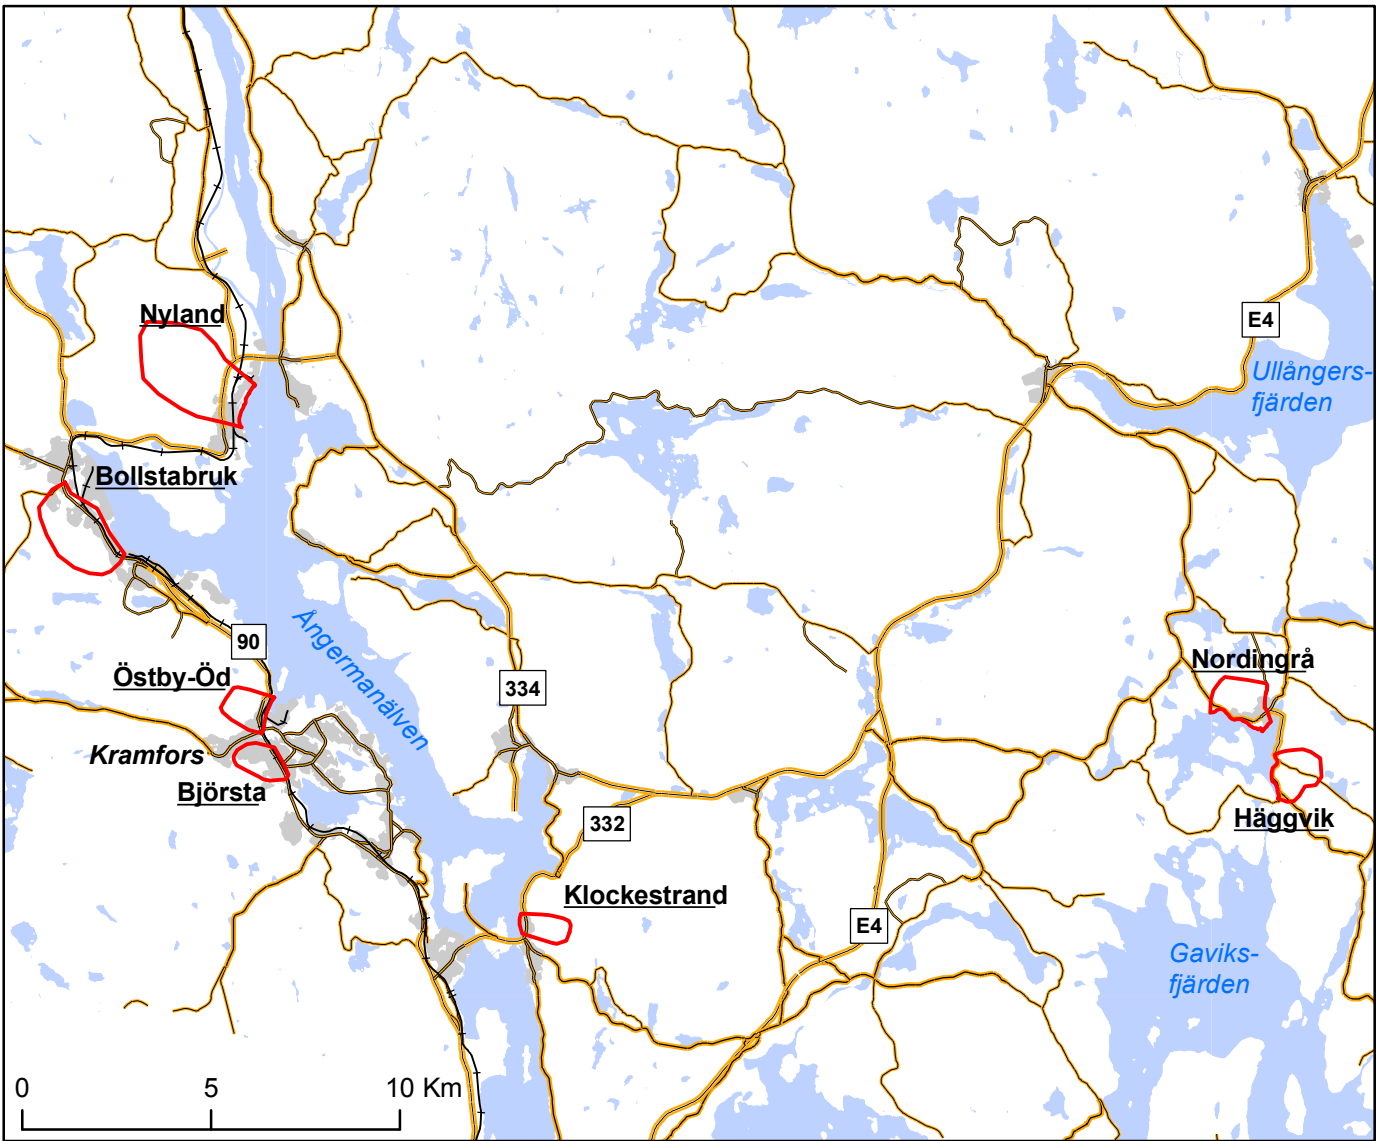 Nyland
E4
Ullångers-
fjärden
Bollstabruk
90
Ångermanälven
Östby-Öd
334
Nordingrå
Kramfors
Björsta
332
Häggvik
Klockestrand
E4
Gaviks-
fjärden
0 5 10 Km